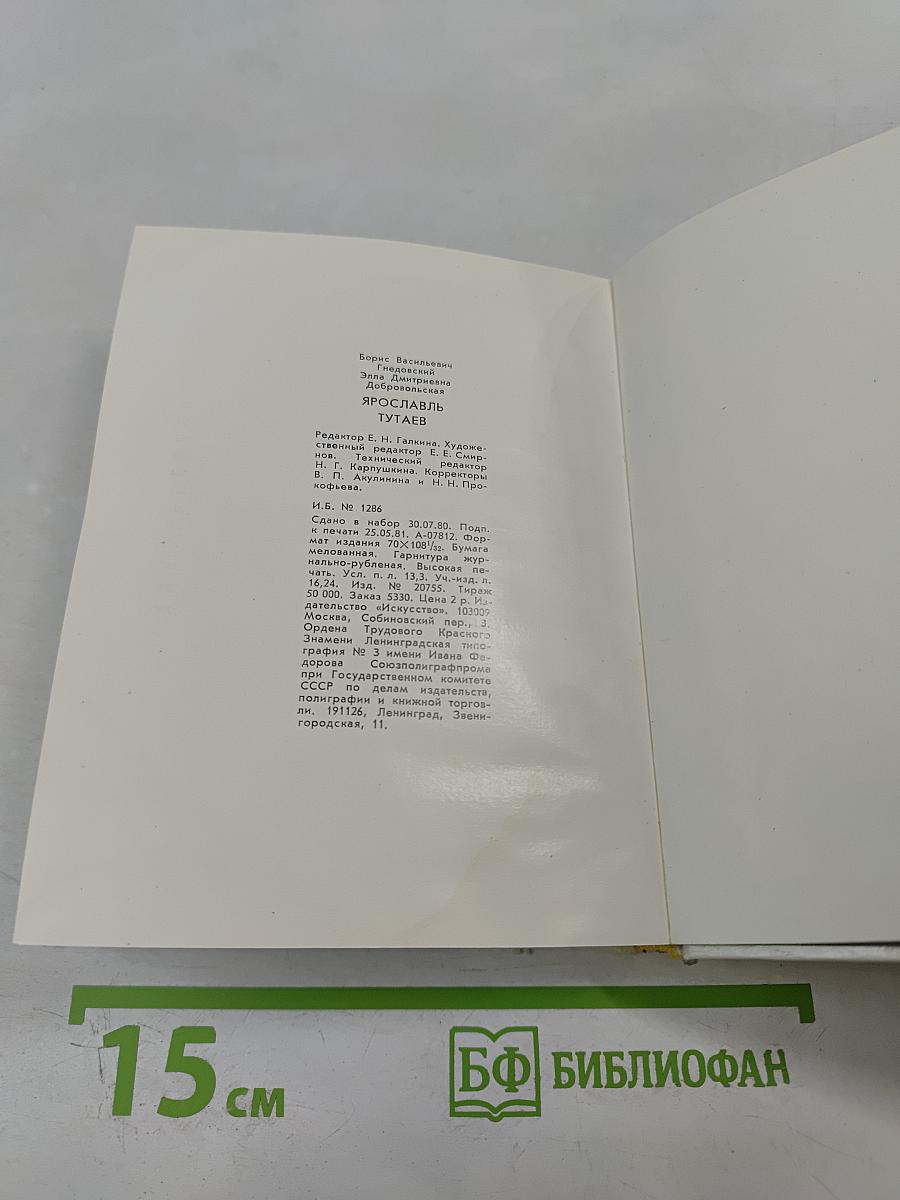 Борис Васильевич
Гнедовский
Элла Дмитриевна
Добровольская
ЯРОСЛАВЛЬ
ТУТАЕВ
Редактор Е. Н. Галкина. Художе-
ственный редактор Е. Е. Смир-
нов. Технический редактор
Н. Г. Карпушкина. Корректоры
В. П. Акулинина и Н. Н. Про-
кофьева.
И.Б. № 1286
Сдано в набор 30.07.80. Подп.
к печати 25.05.81. А-07812. Фор-
мат издания 70×108¹/₃₂. Бумага
мелованная. Гарнитура жур-
нально-рубленая. Высокая пе-
чать. Усл. п. л. 13,3. Уч.-изд. л.
16,24. Изд. № 20755. Тираж
50 000. Заказ 5330. Цена 2 р. Из-
дательство «Искусство». 103009
Москва, Собиновский пер., 3.
Ордена Трудового Красного
Знамени Ленинградская типо-
графия № 3 имени Ивана Фе-
дорова Союзполиграфпрома
при Государственном комитете
СССР по делам издательств,
полиграфии и книжной торгов-
ли. 191126, Ленинград, Звени-
городская, 11.
15 см
БФ БИБЛИОФАН